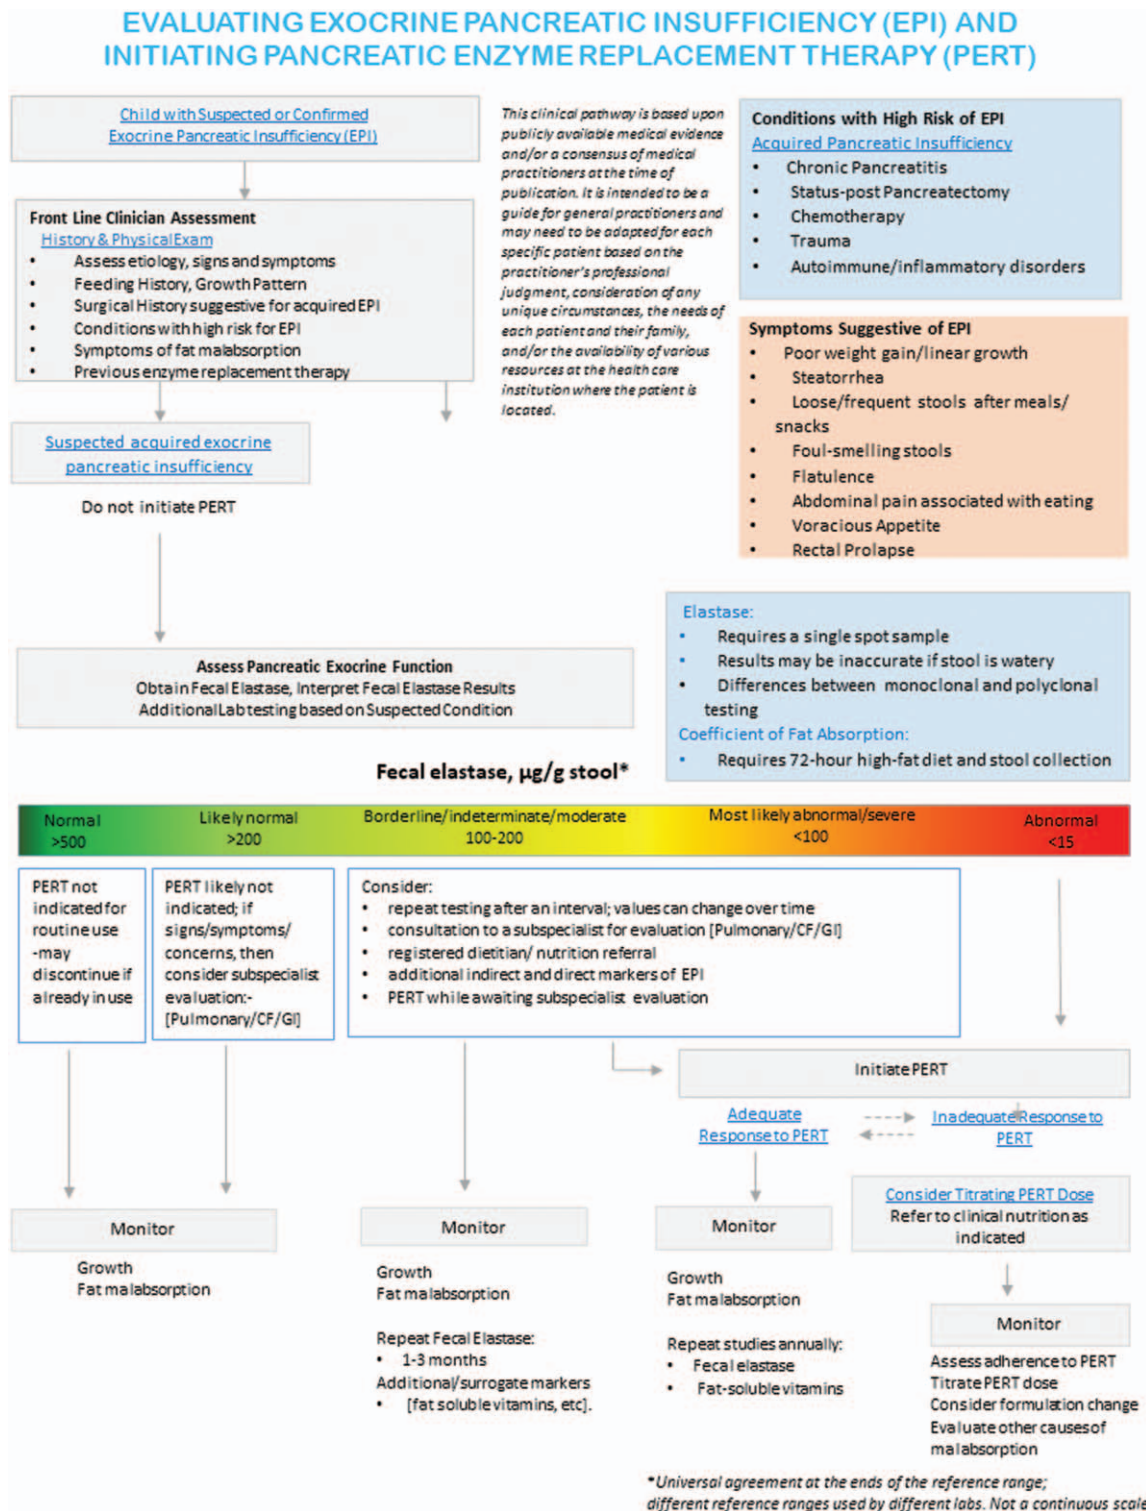 EVALUATING EXOCRINE PANCREATIC INSUFFICIENCY (EPI) AND
INITIATING PANCREATIC ENZYME REPLACEMENT THERAPY (PERT)
Child with Suspected or Confirmed
Exocrine Pancreatic Insufficiency (EPI)
Front Line Clinician Assessment
History & Physical Exam
• Assess etiology, signs and symptoms
• Feeding History, Growth Pattern
• Surgical History suggestive for acquired EPI
• Conditions with high risk for EPI
• Symptoms of fat malabsorption
• Previous enzyme replacement therapy
This clinical pathway is based upon
publicly available medical evidence
and/or a consensus of medical
practitioners at the time of
publication. It is intended to be a
guide for general practitioners and
may need to be adapted for each
specific patient based on the
practitioner's professional
judgment, consideration of any
unique circumstances, the needs of
each patient and their family,
and/or the availability of various
resources at the health care
institution where the patient is
located.
Conditions with High Risk of EPI
Acquired Pancreatic Insufficiency
• Chronic Pancreatitis
• Status-post Pancreatectomy
• Chemotherapy
• Trauma
• Autoimmune/inflammatory disorders
Symptoms Suggestive of EPI
• Poor weight gain/linear growth
• Steatorrhea
• Loose/frequent stools after meals/
snacks
• Foul-smelling stools
• Flatulence
• Abdominal pain associated with eating
• Voracious Appetite
• Rectal Prolapse
Suspected acquired exocrine
pancreatic insufficiency
Do not initiate PERT
Assess Pancreatic Exocrine Function
Obtain Fecal Elastase, Interpret Fecal Elastase Results
Additional Lab testing based on Suspected Condition
Elastase:
• Requires a single spot sample
• Results may be inaccurate if stool is watery
• Differences between monoclonal and polyclonal
testing
Coefficient of Fat Absorption:
• Requires 72-hour high-fat diet and stool collection
Fecal elastase, µg/g stool*
Normal
>500
Likely normal
>200
Borderline/indeterminate/moderate
100-200
Most likely abnormal/severe
<100
Abnormal
<15
PERT not
indicated for
routine use
-may
discontinue if
already in use
PERT likely not
indicated; if
signs/symptoms/
concerns, then
consider subspecialist
evaluation:-
[Pulmonary/CF/GI]
Consider:
• repeat testing after an interval; values can change over time
• consultation to a subspecialist for evaluation [Pulmonary/CF/GI]
• registered dietitian/ nutrition referral
• additional indirect and direct markers of EPI
• PERT while awaiting subspecialist evaluation
Initiate PERT
Adequate
Response to PERT
Inadequate Response to
PERT
Consider Titrating PERT Dose
Refer to clinical nutrition as
indicated
Monitor
Growth
Fat malabsorption
Monitor
Growth
Fat malabsorption
Repeat Fecal Elastase:
• 1-3 months
Additional/surrogate markers
• [fat soluble vitamins, etc].
Monitor
Growth
Fat malabsorption
Repeat studies annually:
• Fecal elastase
• Fat-soluble vitamins
Monitor
Assess adherence to PERT
Titrate PERT dose
Consider formulation change
Evaluate other causes of
malabsorption
*Universal agreement at the ends of the reference range;
different reference ranges used by different labs. Not a continuous scale